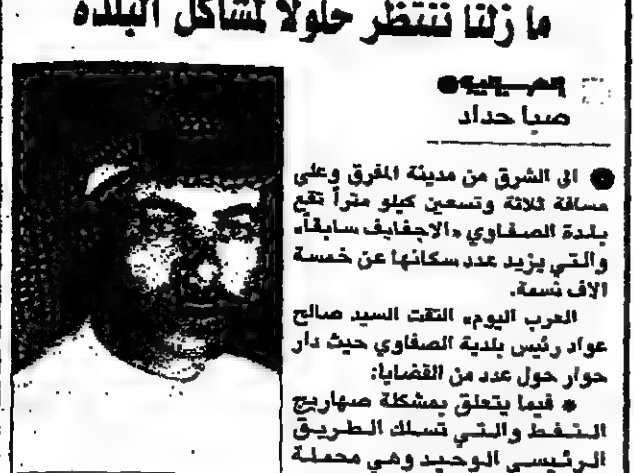 ما زلنا ننتظر حلولا لمشاكل البلدة
صبا حداد
الى الشرق من مدينة المفرق وعلى
مسافة ثلاثة وتسعين كيلو متراً تقع
بلدة الصفاوي «الاجفايف سابقاً»
والتي يزيد عدد سكانها عن خمسة
الاف نسمة.
العرب اليوم» التقت السيد صالح
عواد رئيس بلدية الصفاوي حيث دار
حوار حول عدد من القضايا:
* فيما يتعلق بمشكلة صهاريج
النفط والتي تسلك الطريق
الرئيسي الوحيد وهي محملة